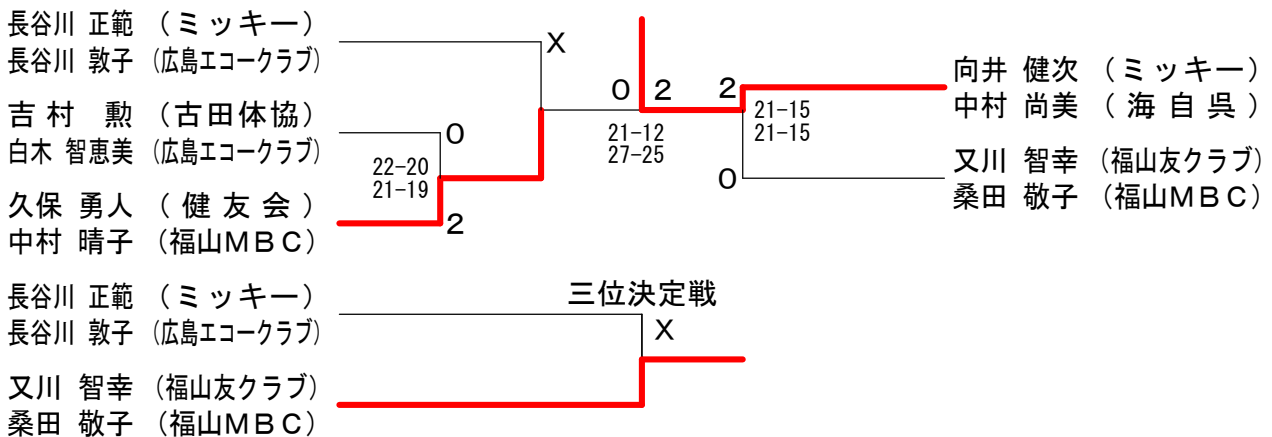 長谷川 正範 (ミッキー)
長谷川 敦子 (広島エコークラブ)
X
吉村 勲 (古田体協)
白木 智恵美 (広島エコークラブ)
0
22-20
21-19
久保 勇人 (健友会)
中村 晴子 (福山MBC)
2
0 2
21-12
27-25
2
21-15
21-15
0
向井 健次 (ミッキー)
中村 尚美 (海自呉)
又川 智幸 (福山友クラブ)
桑田 敬子 (福山MBC)
三位決定戦
長谷川 正範 (ミッキー)
長谷川 敦子 (広島エコークラブ)
X
又川 智幸 (福山友クラブ)
桑田 敬子 (福山MBC)